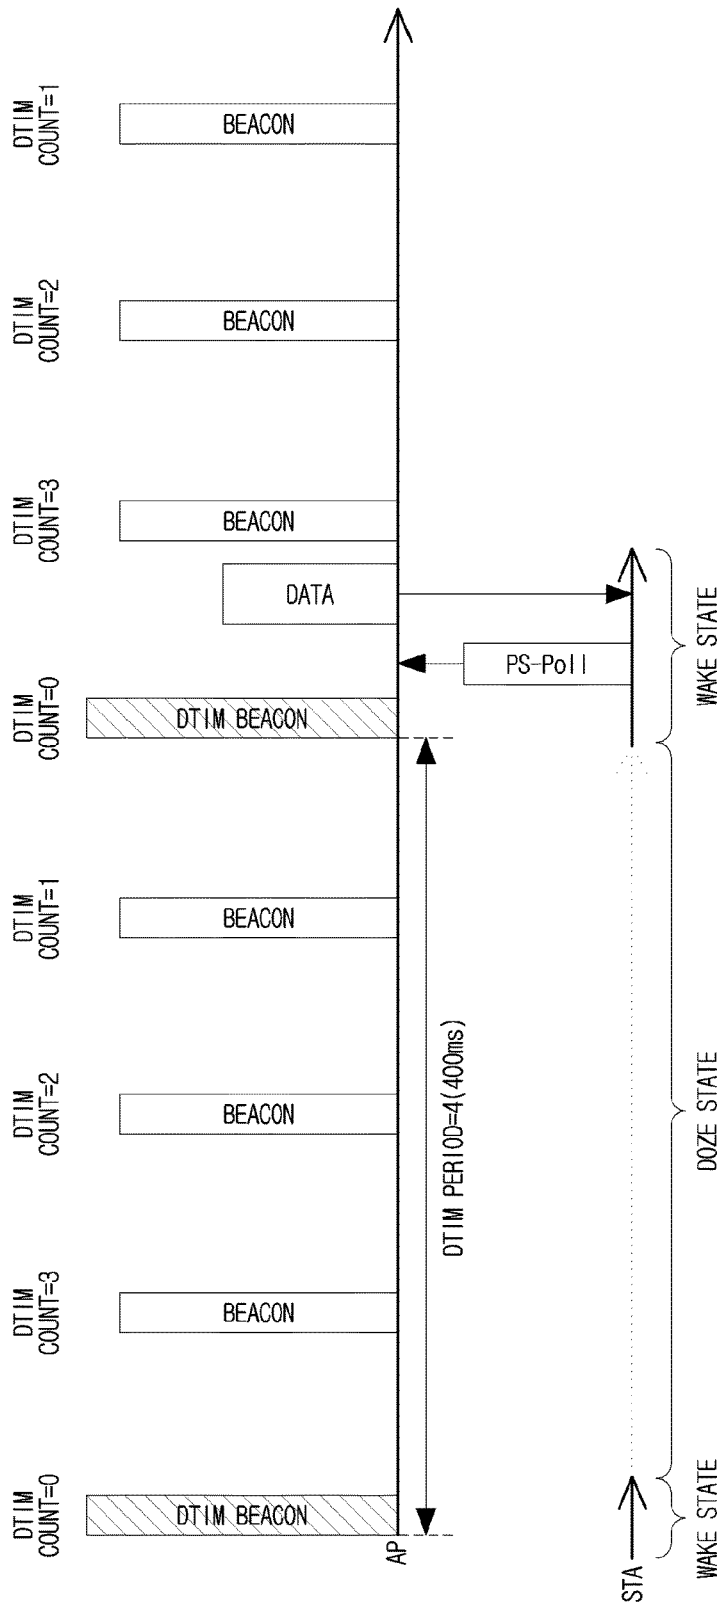 DTIM
COUNT=0
DTIM
COUNT=3
DTIM
COUNT=2
DTIM
COUNT=1
DTIM
COUNT=0
DTIM
COUNT=3
DTIM
COUNT=2
DTIM
COUNT=1
DTIM BEACON
BEACON
BEACON
BEACON
DTIM BEACON
DATA
BEACON
BEACON
BEACON
AP
DTIM PERIOD=4(400ms)
PS-Poll
STA
WAKE STATE
DOZE STATE
WAKE STATE